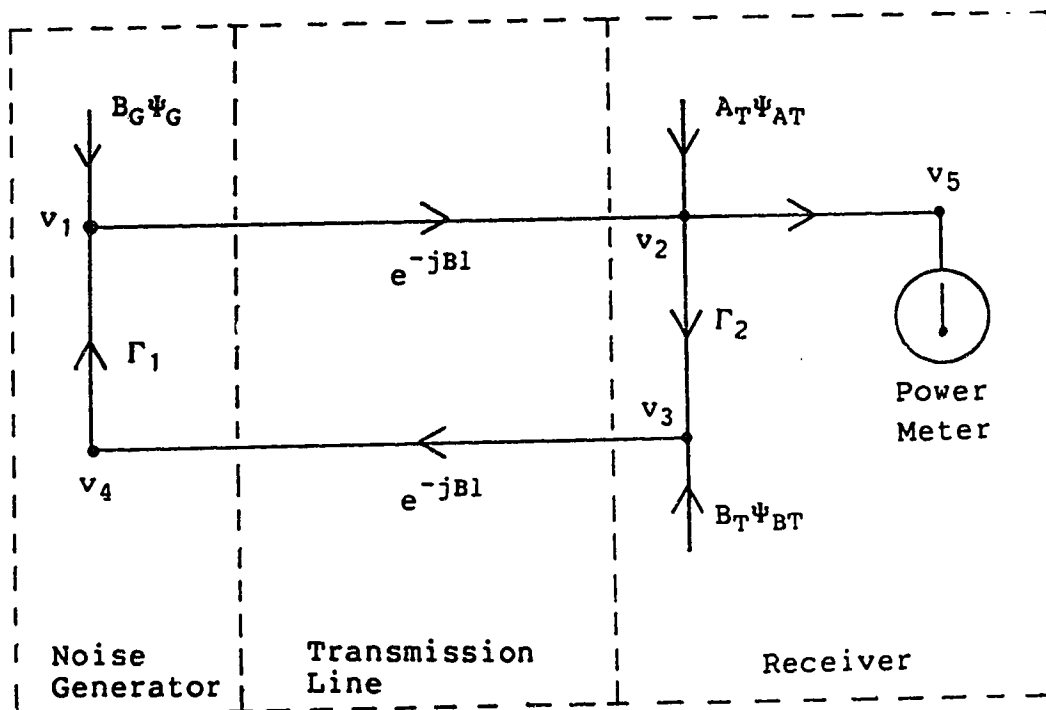 B_GΨ_G
A_TΨ_AT
v_5
v_1
v_2
e^-jBl
Γ_1
Γ_2
Power
Meter
v_3
v_4
e^-jBl
B_TΨ_BT
Noise
Generator
Transmission
Line
Receiver